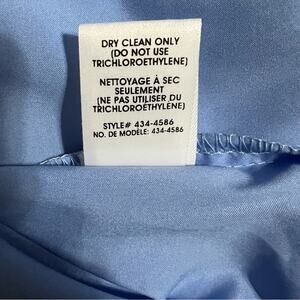 DRY CLEAN ONLY
(DO NOT USE
TRICHLOROETHYLENE)
NETTOYAGE À SEC
SEULEMENT
(NE PAS UTILISER DU
TRICHLOROETHYLENE)
STYLE# 434-4586
NO. DE MODÈLE: 434-4586